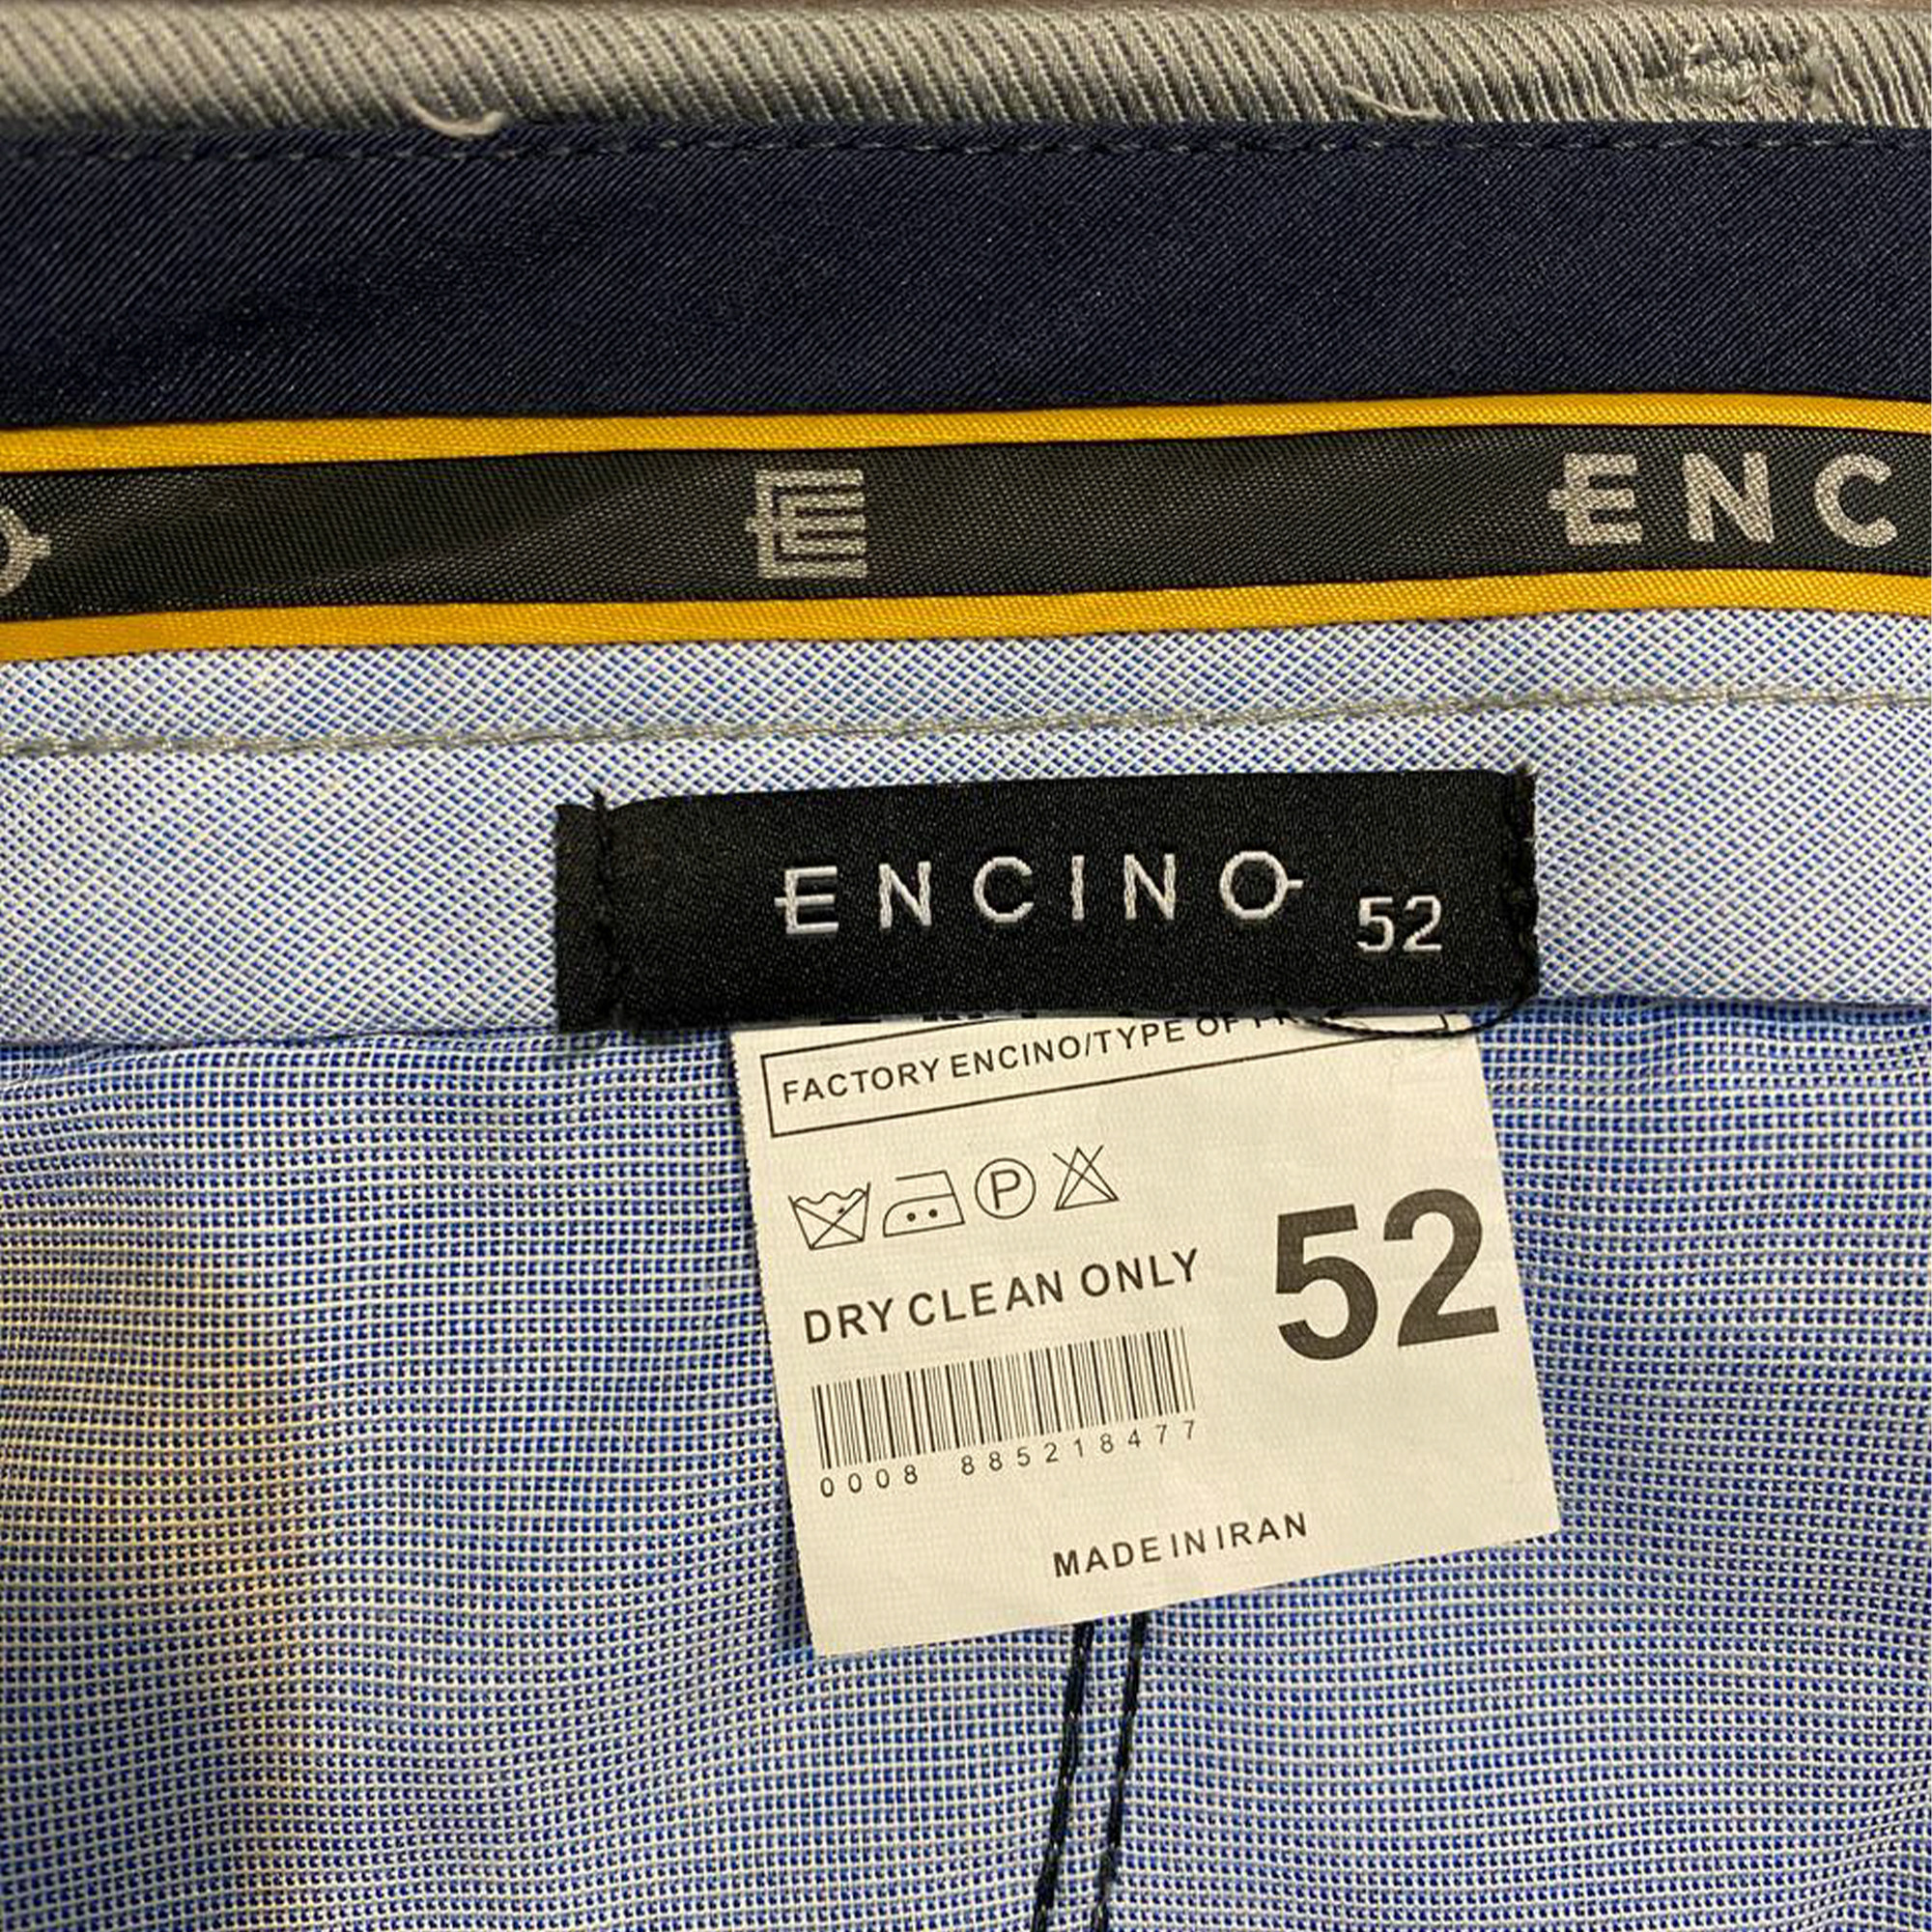 E ENC
ENCINO 52
FACTORY ENCINO/TYPE OF
P
DRY CLEAN ONLY
52
0008 885218477
MADE IN IRAN